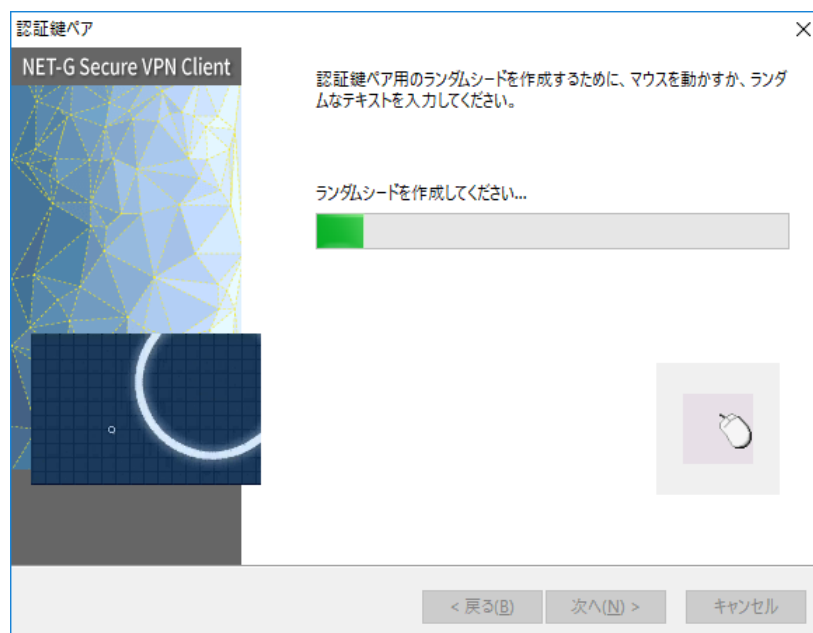 認証鍵ペア
NET-G Secure VPN Client
認証鍵ペア用のランダムシードを作成するために、マウスを動かすか、ランダ
ムなテキストを入力してください。
ランダムシードを作成してください...
< 戻る(B)
次へ(N) >
キャンセル